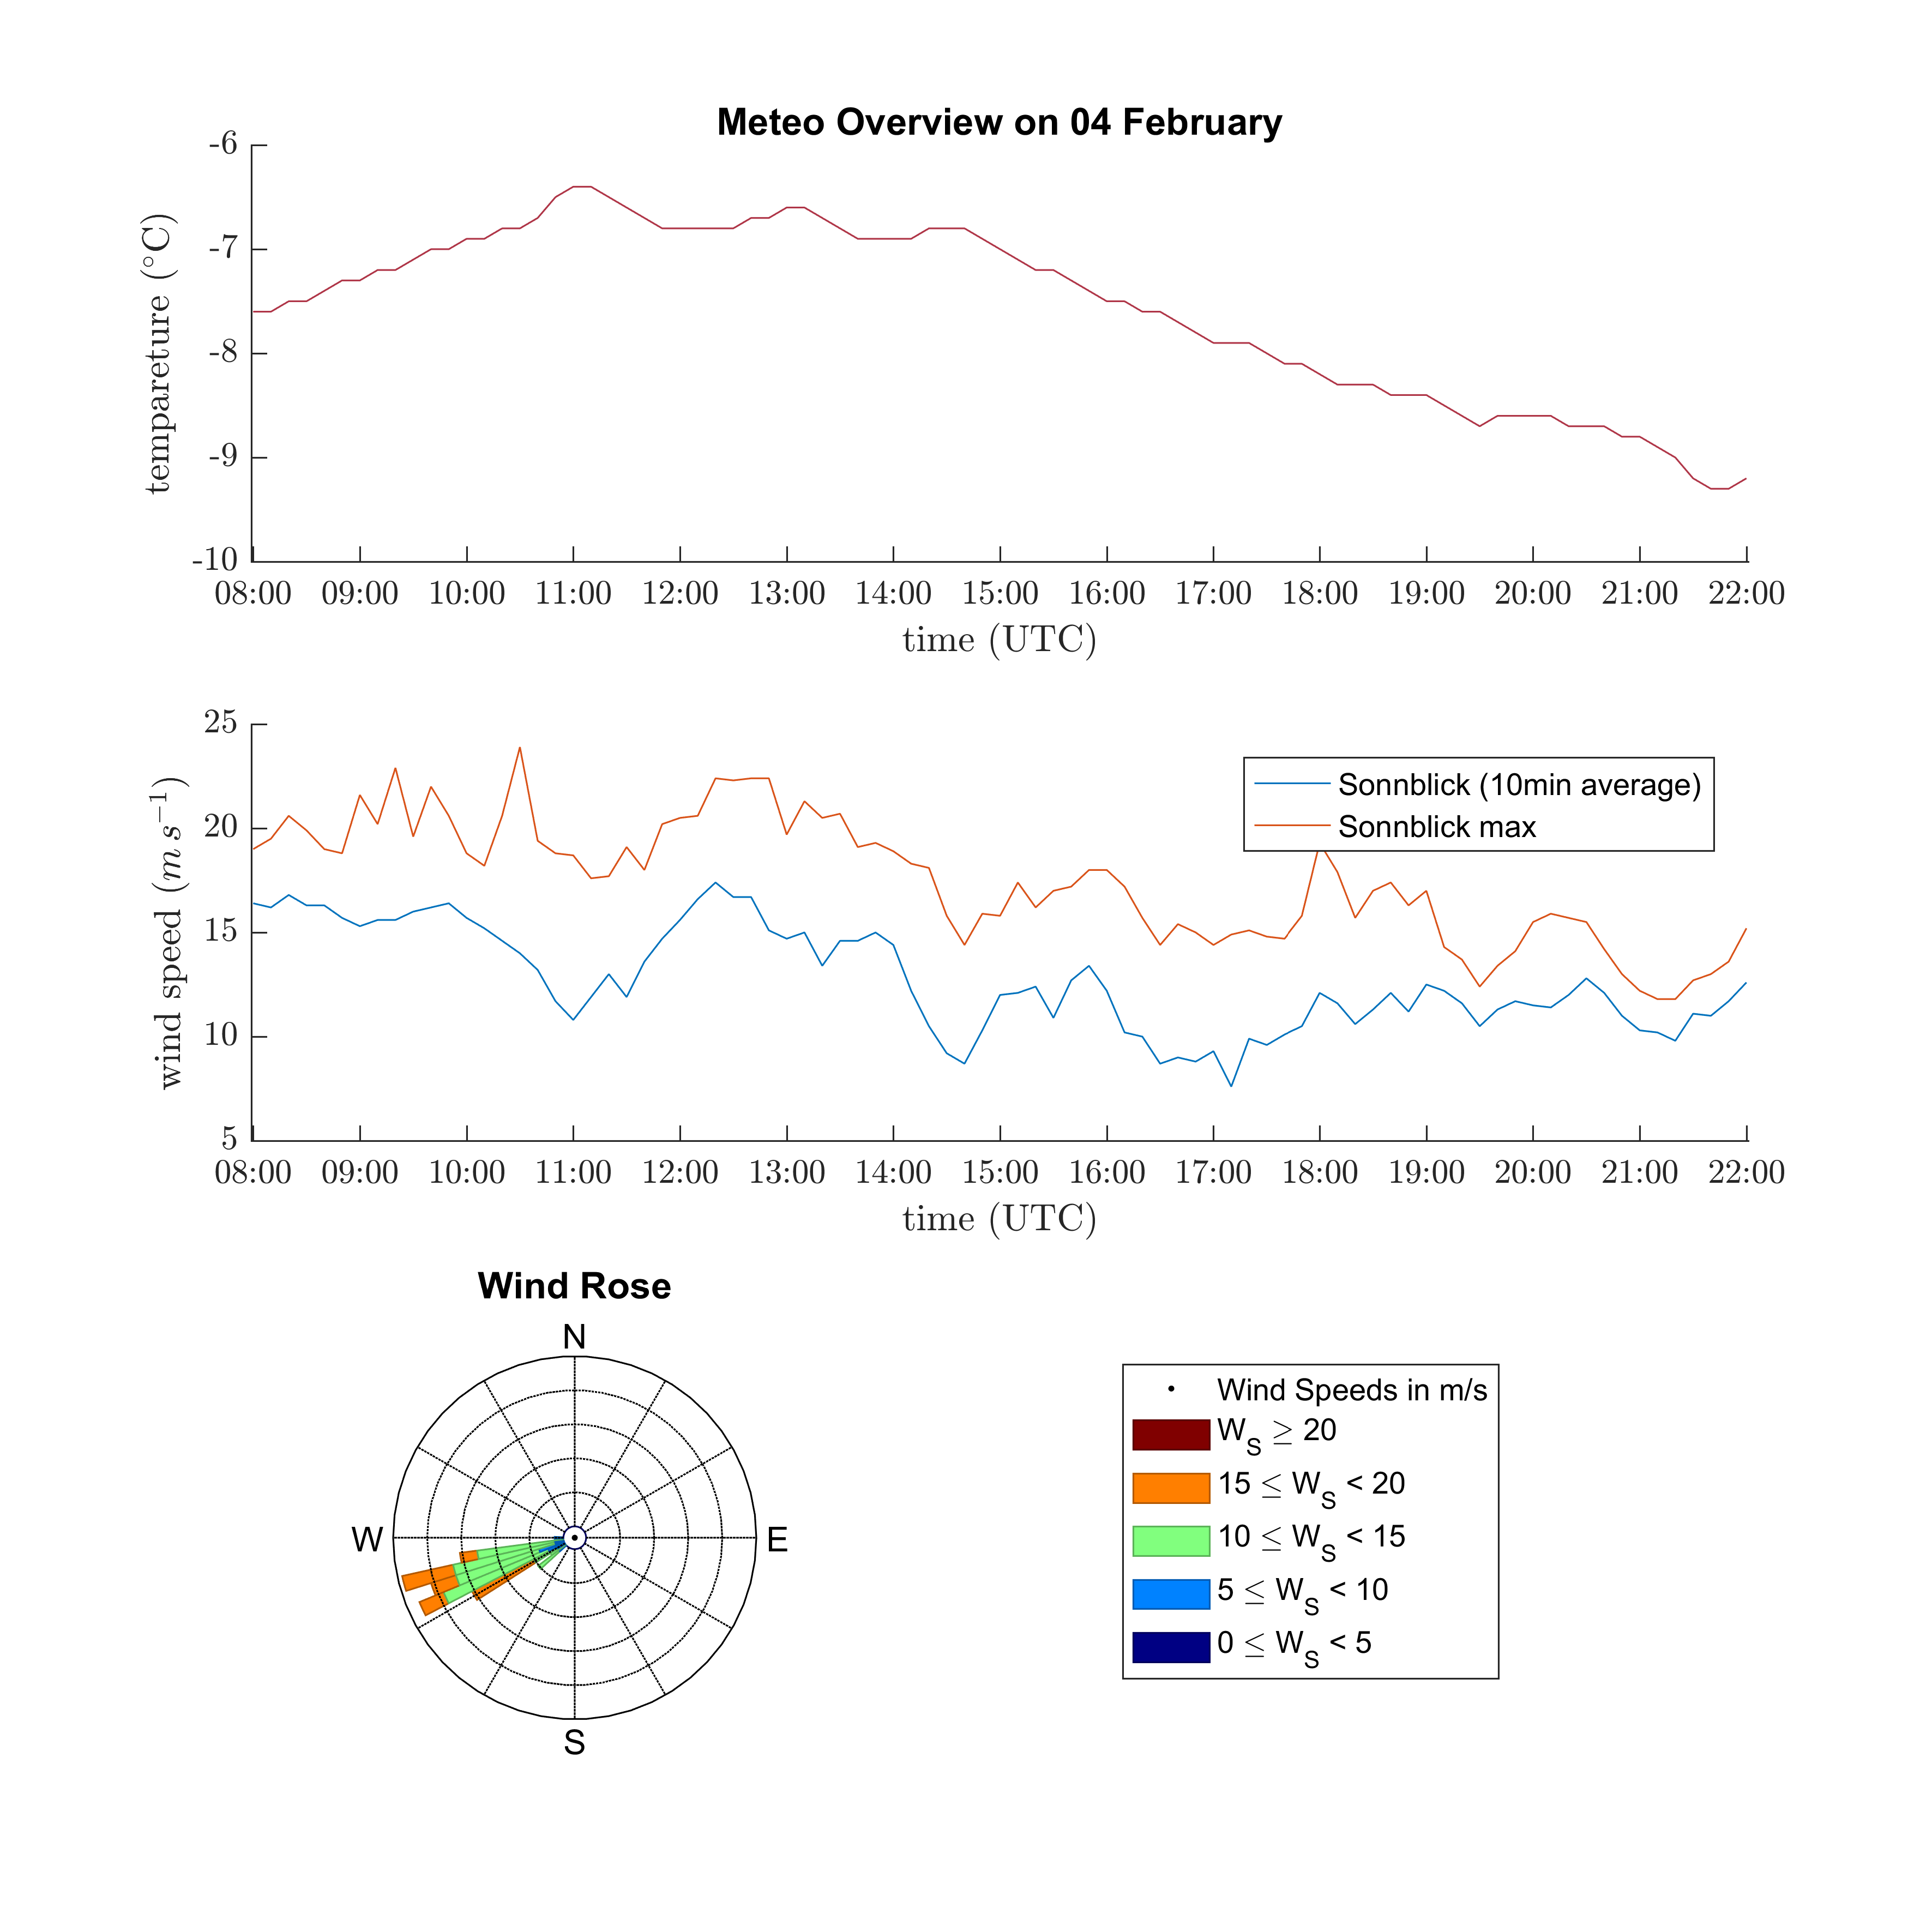 Meteo Overview on 04 February
-6
-7
-8
-9
-10
tempareture (°C)
08:00 09:00 10:00 11:00 12:00 13:00 14:00 15:00 16:00 17:00 18:00 19:00 20:00 21:00 22:00
time (UTC)
25
20
15
10
5
wind speed (m s⁻¹)
Sonnblick (10min average)
Sonnblick max
08:00 09:00 10:00 11:00 12:00 13:00 14:00 15:00 16:00 17:00 18:00 19:00 20:00 21:00 22:00
time (UTC)
Wind Rose
N
W
E
S
Wind Speeds in m/s
W_S ≥ 20
15 ≤ W_S < 20
10 ≤ W_S < 15
5 ≤ W_S < 10
0 ≤ W_S < 5